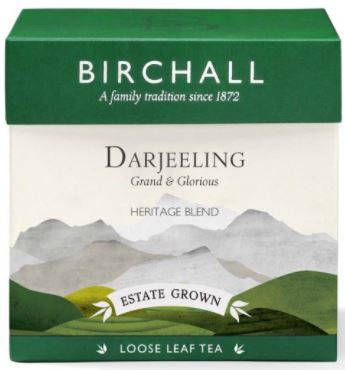 BIRCHALL
A family tradition since 1872
DARJEELING
Grand & Glorious
HERITAGE BLEND
ESTATE GROWN
LOOSE LEAF TEA